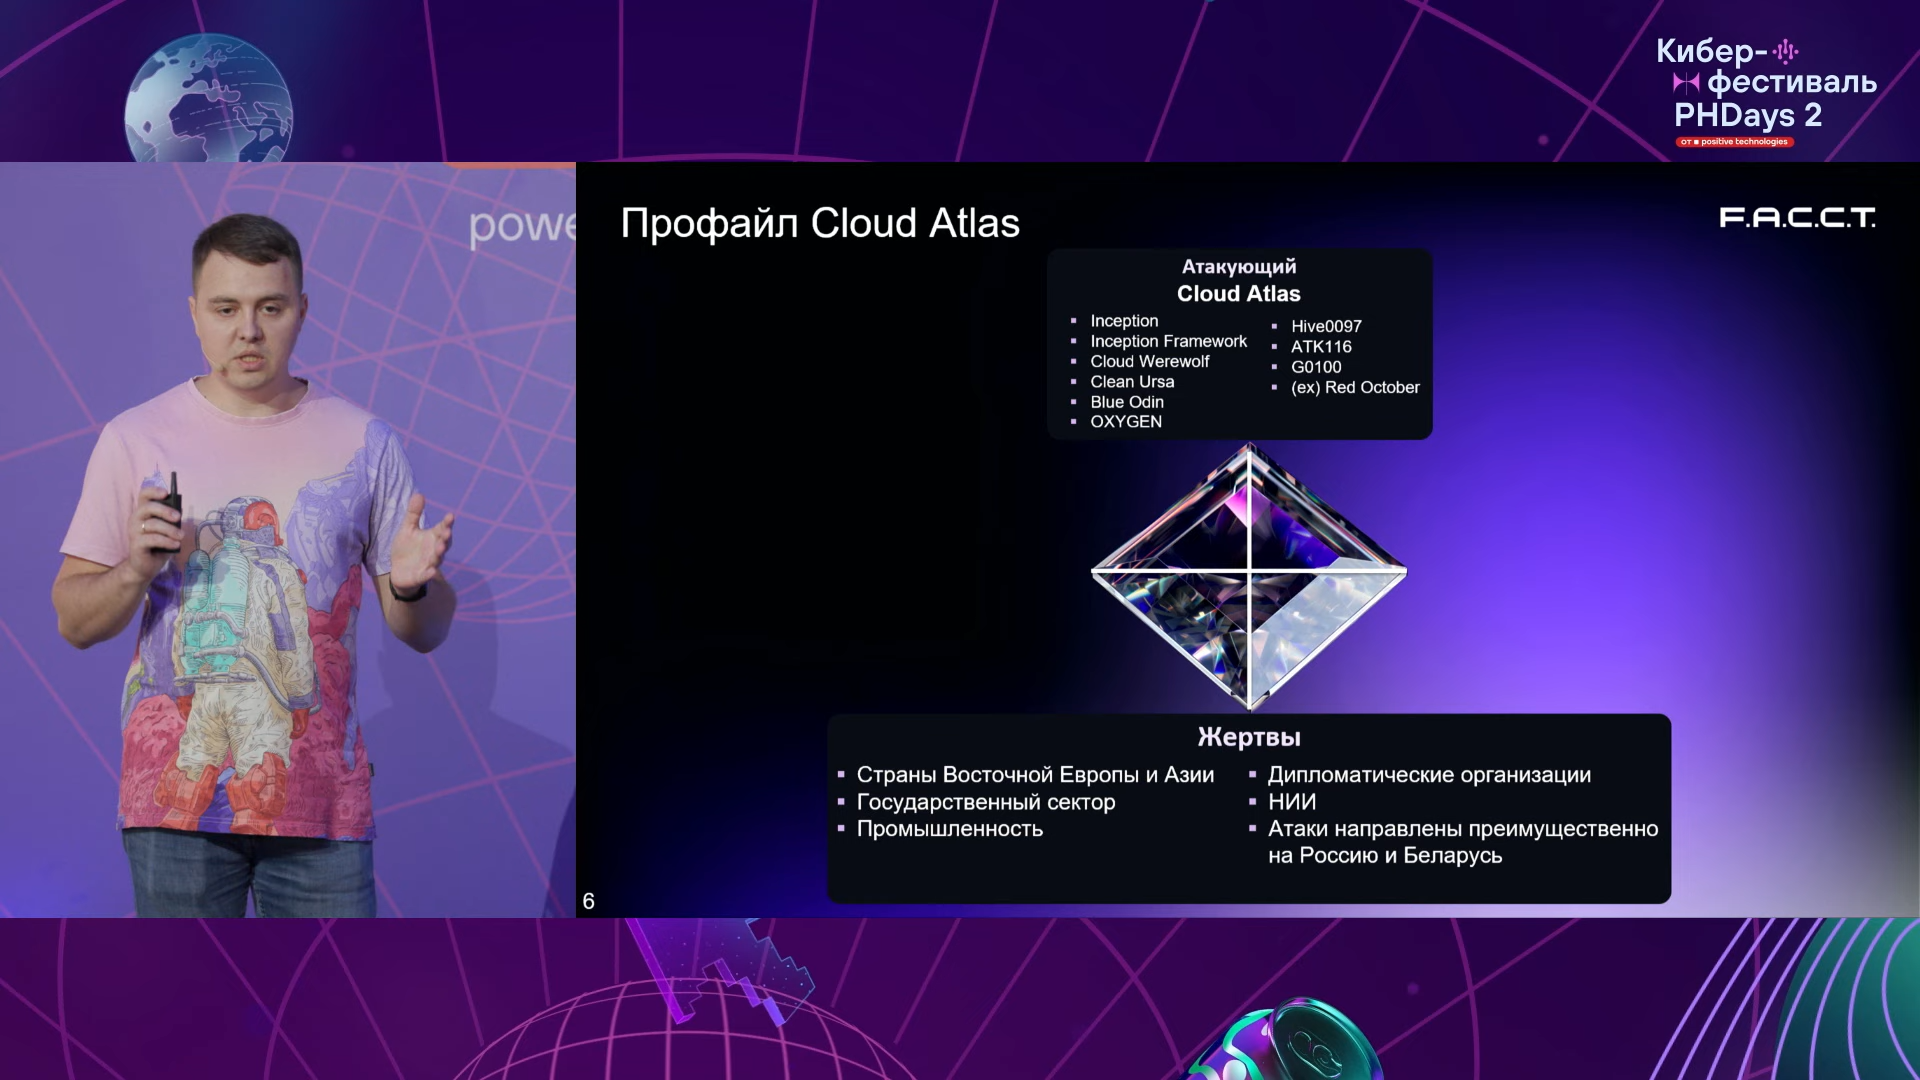 Кибер-
фестиваль
PHDays 2
от positive technologies
powe
Профайл Cloud Atlas
F.A.C.C.T.
Атакующий
Cloud Atlas
Inception
Inception Framework
Cloud Werewolf
Clean Ursa
Blue Odin
OXYGEN
Hive0097
ATK116
G0100
(ex) Red October
Жертвы
Страны Восточной Европы и Азии
Государственный сектор
Промышленность
Дипломатические организации
НИИ
Атаки направлены преимущественно
на Россию и Беларусь
6